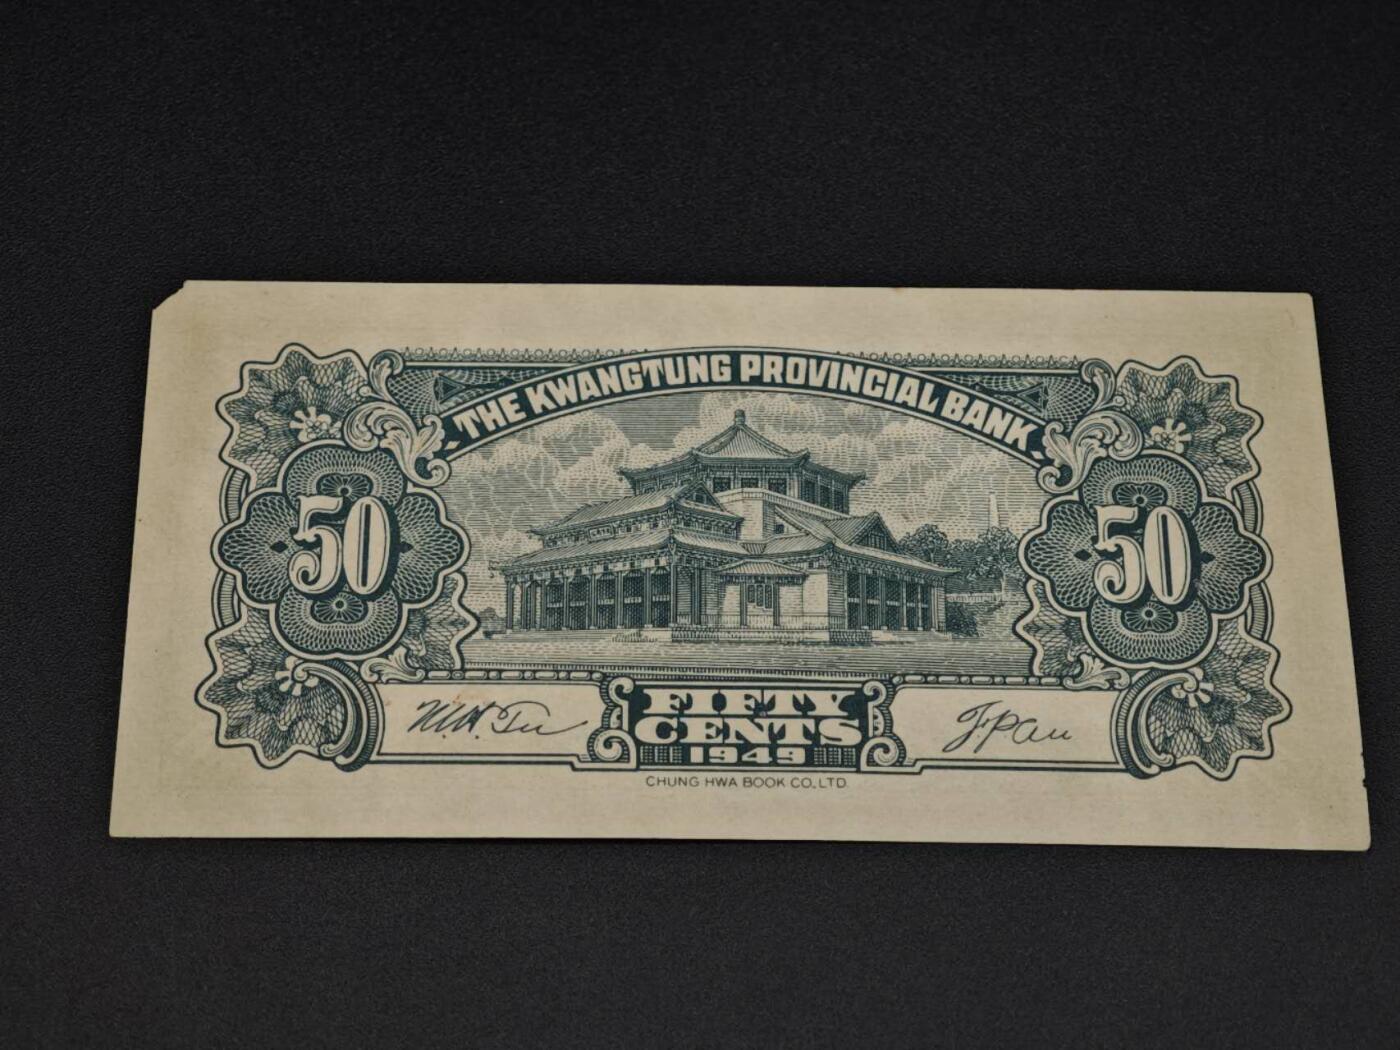 THE KWANGTUNG PROVINCIAL BANK
50 50
FIFTY
CENTS
1949
CHUNG HWA BOOK CO., LTD.